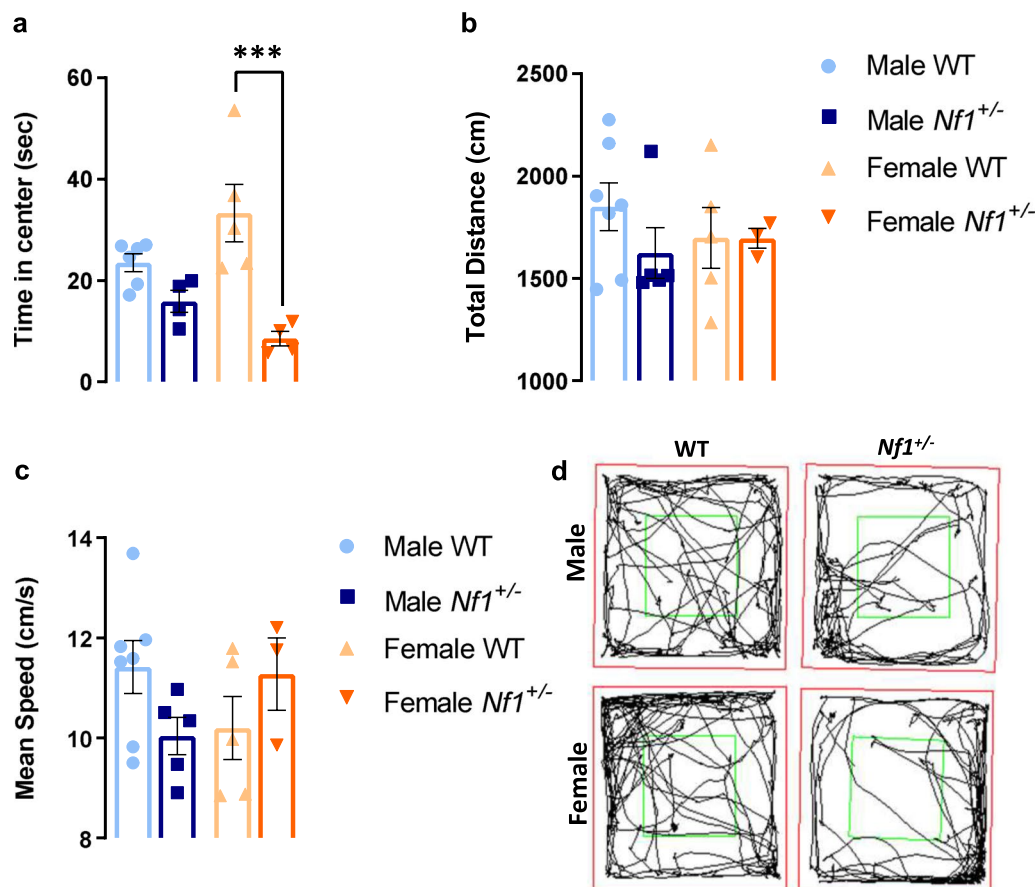 a
***
Time in center (sec)
60
40
20
0
b
Total Distance (cm)
2500
2000
1500
1000
Male WT
Male Nf1+/-
Female WT
Female Nf1+/-
c
Mean Speed (cm/s)
14
12
10
8
Male WT
Male Nf1+/-
Female WT
Female Nf1+/-
d
WT
Nf1+/-
Male
Female